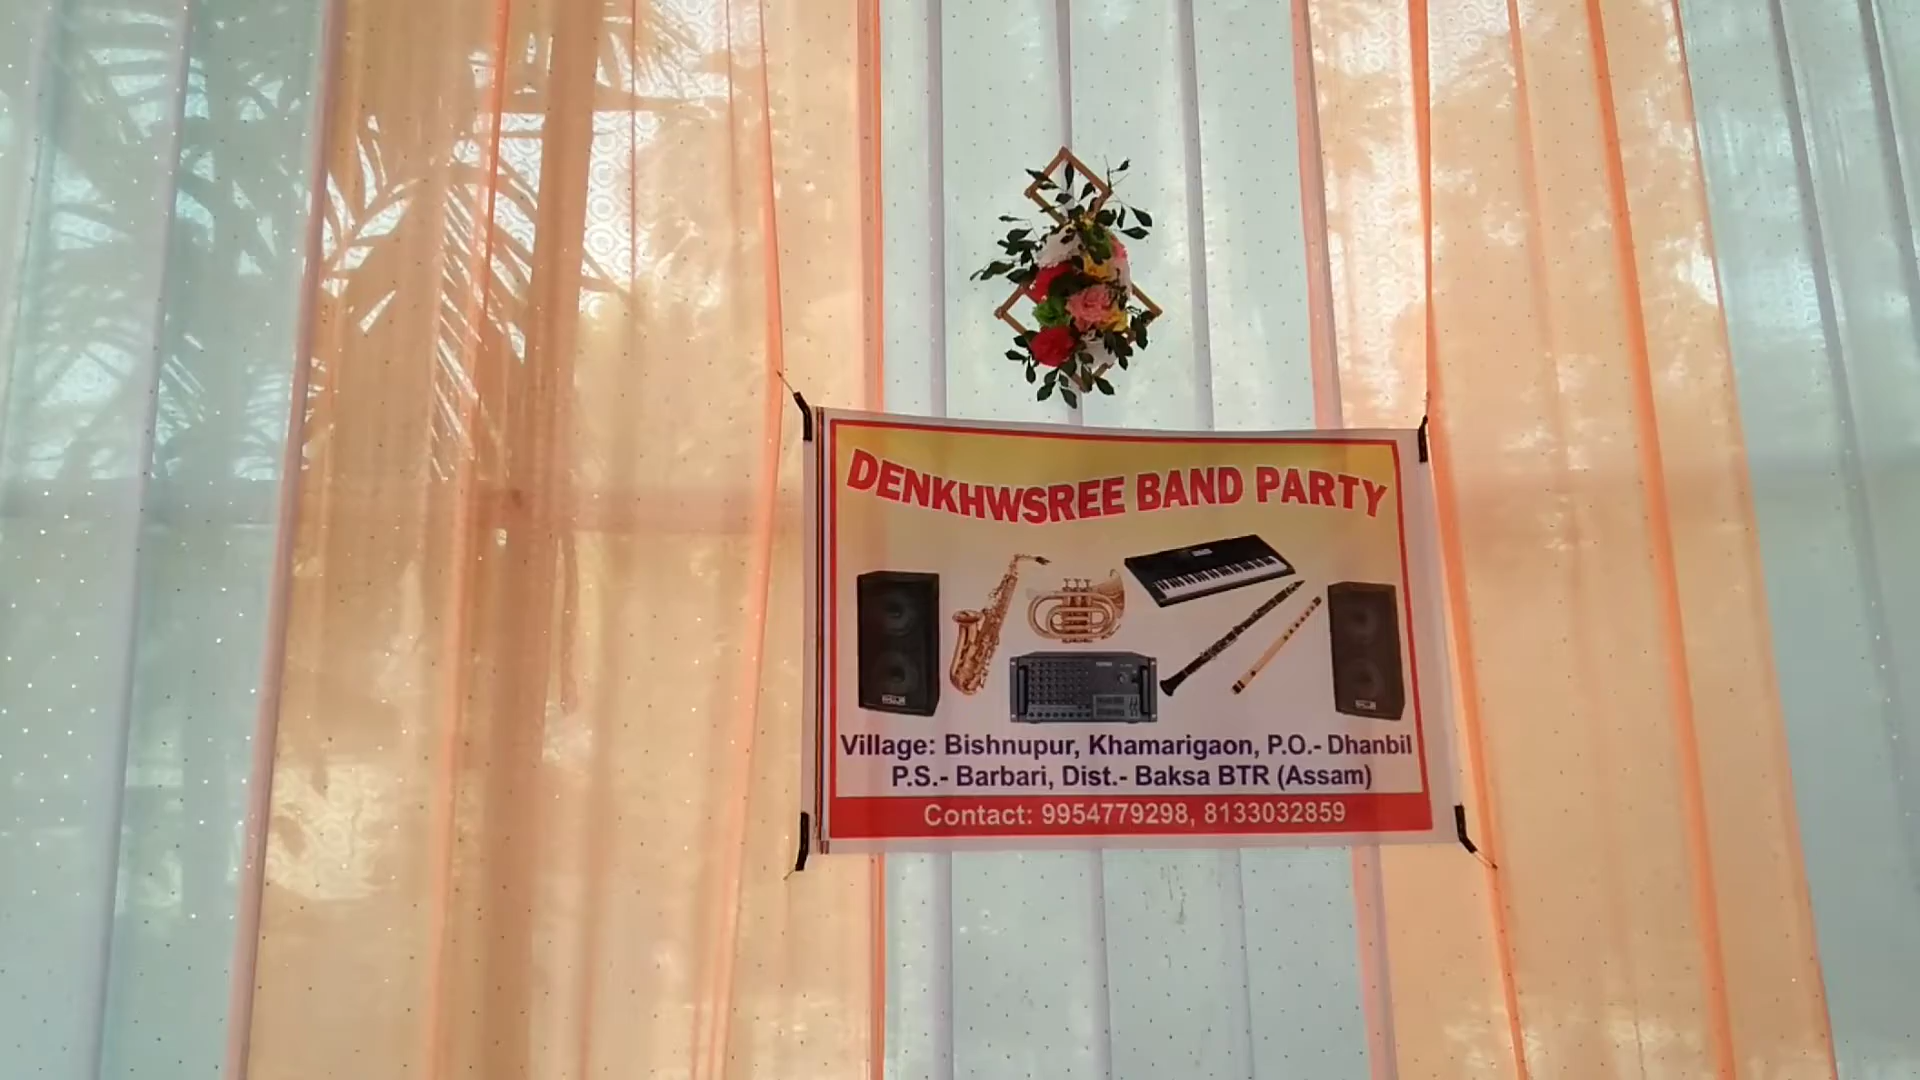 DENKHWSREE BAND PARTY
Village: Bishnupur, Khamarigaon, P.O.- Dhanbil
P.S.- Barbari, Dist.- Baksa BTR (Assam)
Contact: 9954779298, 8133032859